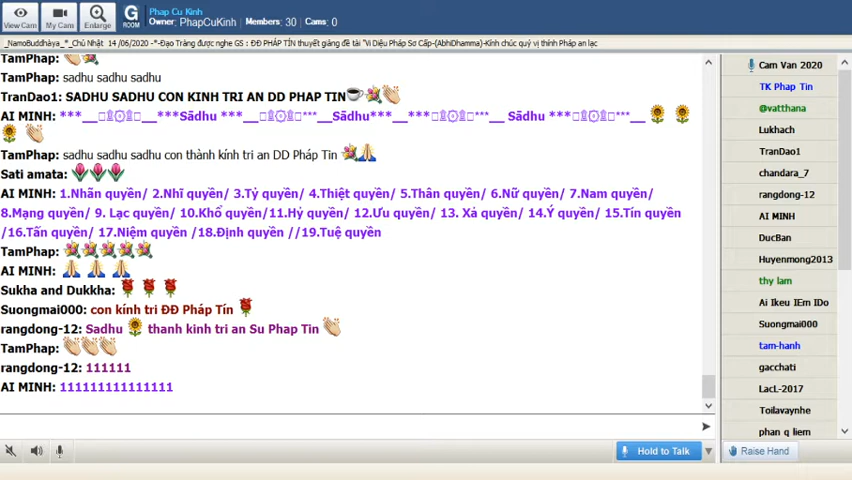 Phap Cu Kinh
Owner: PhapCuKinh Members: 30 Cams: 0
View Cam My Cam Enlarge G ROOM
_NamoBuddhàya_*_Chủ Nhật 14 /06/2020 -*-Đạo Tràng được nghe GS : ĐĐ PHÁP TÍN thuyết giảng đề tài "Vi Diệu Pháp Sơ Cấp-(AbhiDhamma)-Kính chúc quý vị thính Pháp an lạc
TamPhap:
TamPhap: sadhu sadhu sadhu
TranDao1: SADHU SADHU CON KINH TRI AN DD PHAP TIN
AI MINH: ***__۩۞۩__***Sādhu ***__۩۞۩***__ Sādhu***__***__۩۞۩***__ Sādhu ***۩۞۩***__
TamPhap: sadhu sadhu sadhu con thành kính tri an DD Pháp Tin
Sati amata:
AI MINH: 1.Nhãn quyền/ 2.Nhĩ quyền/ 3.Tỷ quyền/ 4.Thiệt quyền/ 5.Thân quyền/ 6.Nữ quyền/ 7.Nam quyền/
8.Mạng quyền/ 9. Lạc quyền/ 10.Khổ quyền/11.Hỷ quyền/ 12.Ưu quyền/ 13. Xả quyền/ 14.Ý quyền/ 15.Tín quyền
/16.Tấn quyền/ 17.Niệm quyền /18.Định quyền //19.Tuệ quyền
TamPhap:
AI MINH:
Sukha and Dukkha:
Suongmai000: con kính tri ĐĐ Pháp Tín
rangdong-12: Sadhu thanh kinh tri an Su Phap Tin
TamPhap:
rangdong-12: 111111
AI MINH: 111111111111111
Hold to Talk
Cam Van 2020
TK Phap Tin
@vatthana
Lukhach
TranDao1
chandara_7
rangdong-12
AI MINH
DucBan
Huyenmong2013
thy lam
Ai Ikeu IEm IDo
Suongmai000
tam-hanh
gacchati
LacL-2017
Toilavaynhe
phan q liem
Raise Hand